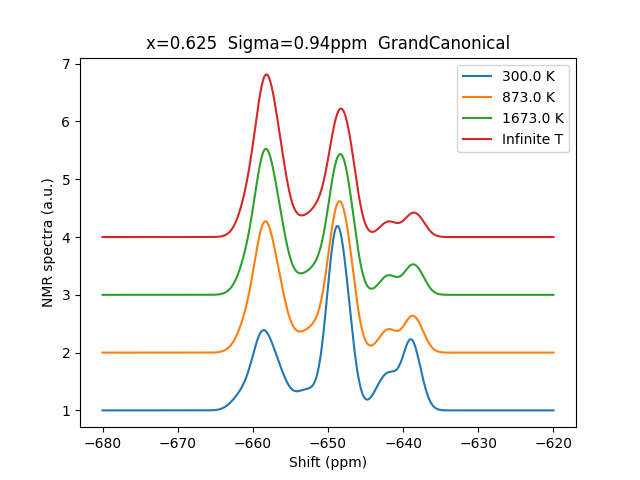 x=0.625  Sigma=0.94ppm  GrandCanonical
7
6
5
4
3
2
1
NMR spectra (a.u.)
300.0 K
873.0 K
1673.0 K
Infinite T
−680 −670 −660 −650 −640 −630 −620
Shift (ppm)